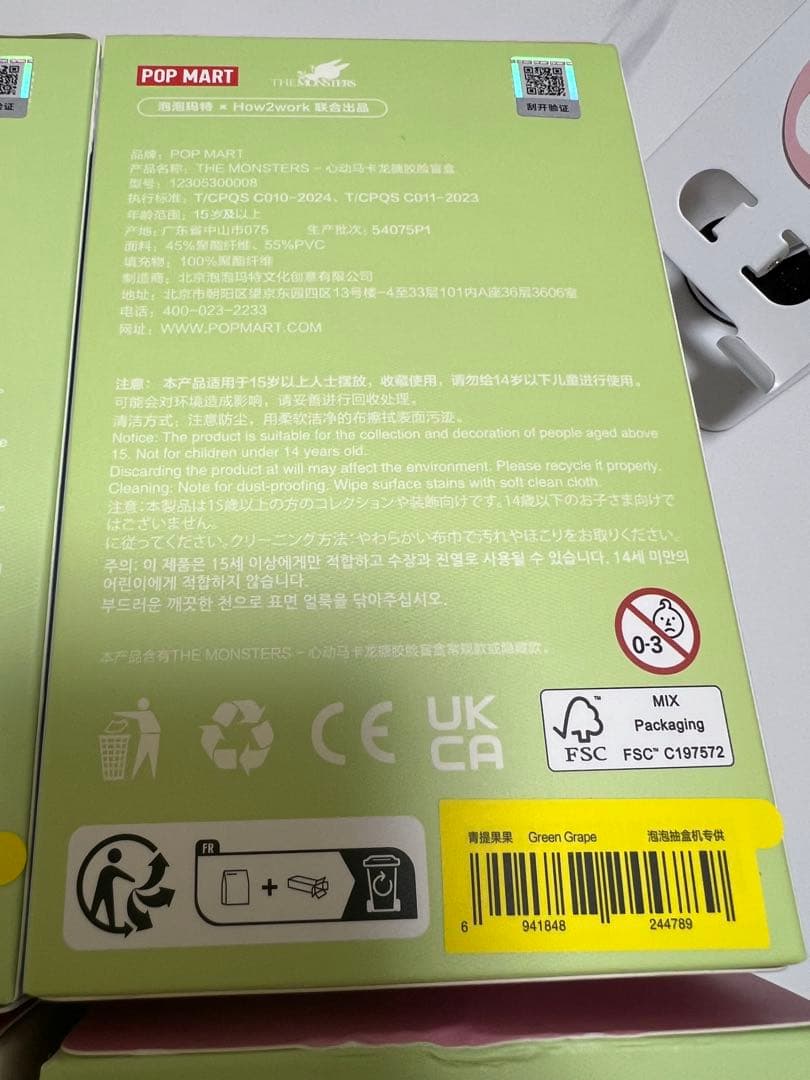 POP MART
THE MONSTERS
刮开验证
泡泡玛特 × How2work 联合出品
品牌：POP MART
产品名称：THE MONSTERS - 心动马卡龙搪胶脸盲盒
型号：12305300008
执行标准：T/CPQS C010-2024、T/CPQS C011-2023
年龄范围：15岁及以上
产地：广东省中山市075 生产批次：54075P1
面料：45%聚酯纤维、55%PVC
填充物：100%聚酯纤维
制造商：北京泡泡玛特文化创意有限公司
地址：北京市朝阳区望京东园四区13号楼-4至33层101内A座36层3606室
电话：400-023-2233
网址：WWW.POPMART.COM
注意：本产品适用于15岁以上人士摆放，收藏使用，请勿给14岁以下儿童进行使用。
可能会对环境造成影响，请妥善进行回收处理。
清洁方式：注意防尘，用柔软洁净的布擦拭表面污迹。
Notice: The product is suitable for the collection and decoration of people aged above
15. Not for children under 14 years old.
Discarding the product at will may affect the environment. Please recycle it properly.
Cleaning: Note for dust-proofing. Wipe surface stains with soft clean cloth.
注意:本製品は15歳以上の方のコレクションや装飾向けです。14歳以下のお子さま向けで
はございません。
に従ってください。クリーニング方法:やわらかい布巾で汚れやほこりをお取りください。
주의: 이 제품은 15세 이상에게만 적합하고 수장과 진열로 사용될 수 있습니다. 14세 미만의
어린이에게 적합하지 않습니다.
부드러운 깨끗한 천으로 표면 얼룩을 닦아주십시오.
0-3
本产品含有THE MONSTERS - 心动马卡龙搪胶脸盲盒常规款或隐藏款。
CE
UK
CA
FSC™
MIX
Packaging
FSC™ C197572
FR
+
青提果果 Green Grape 泡泡抽盒机专供
6 941848 244789
验证